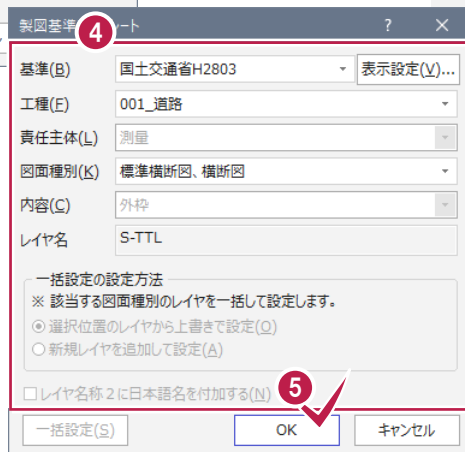 製図基準 ート ? ×
4
基準(B) 国土交通省H2803 表示設定(V)...
工種(F) 001_道路
責任主体(L) 測量
図面種別(K) 標準横断図、横断図
内容(C) 外枠
レイヤ名 S-TTL
一括設定の設定方法
※ 該当する図面種別のレイヤを一括して設定します。
選択位置のレイヤから上書きで設定(O)
新規レイヤを追加して設定(A)
レイヤ名称2に日本語名を付加する(N)
5
一括設定(S) OK キャンセル